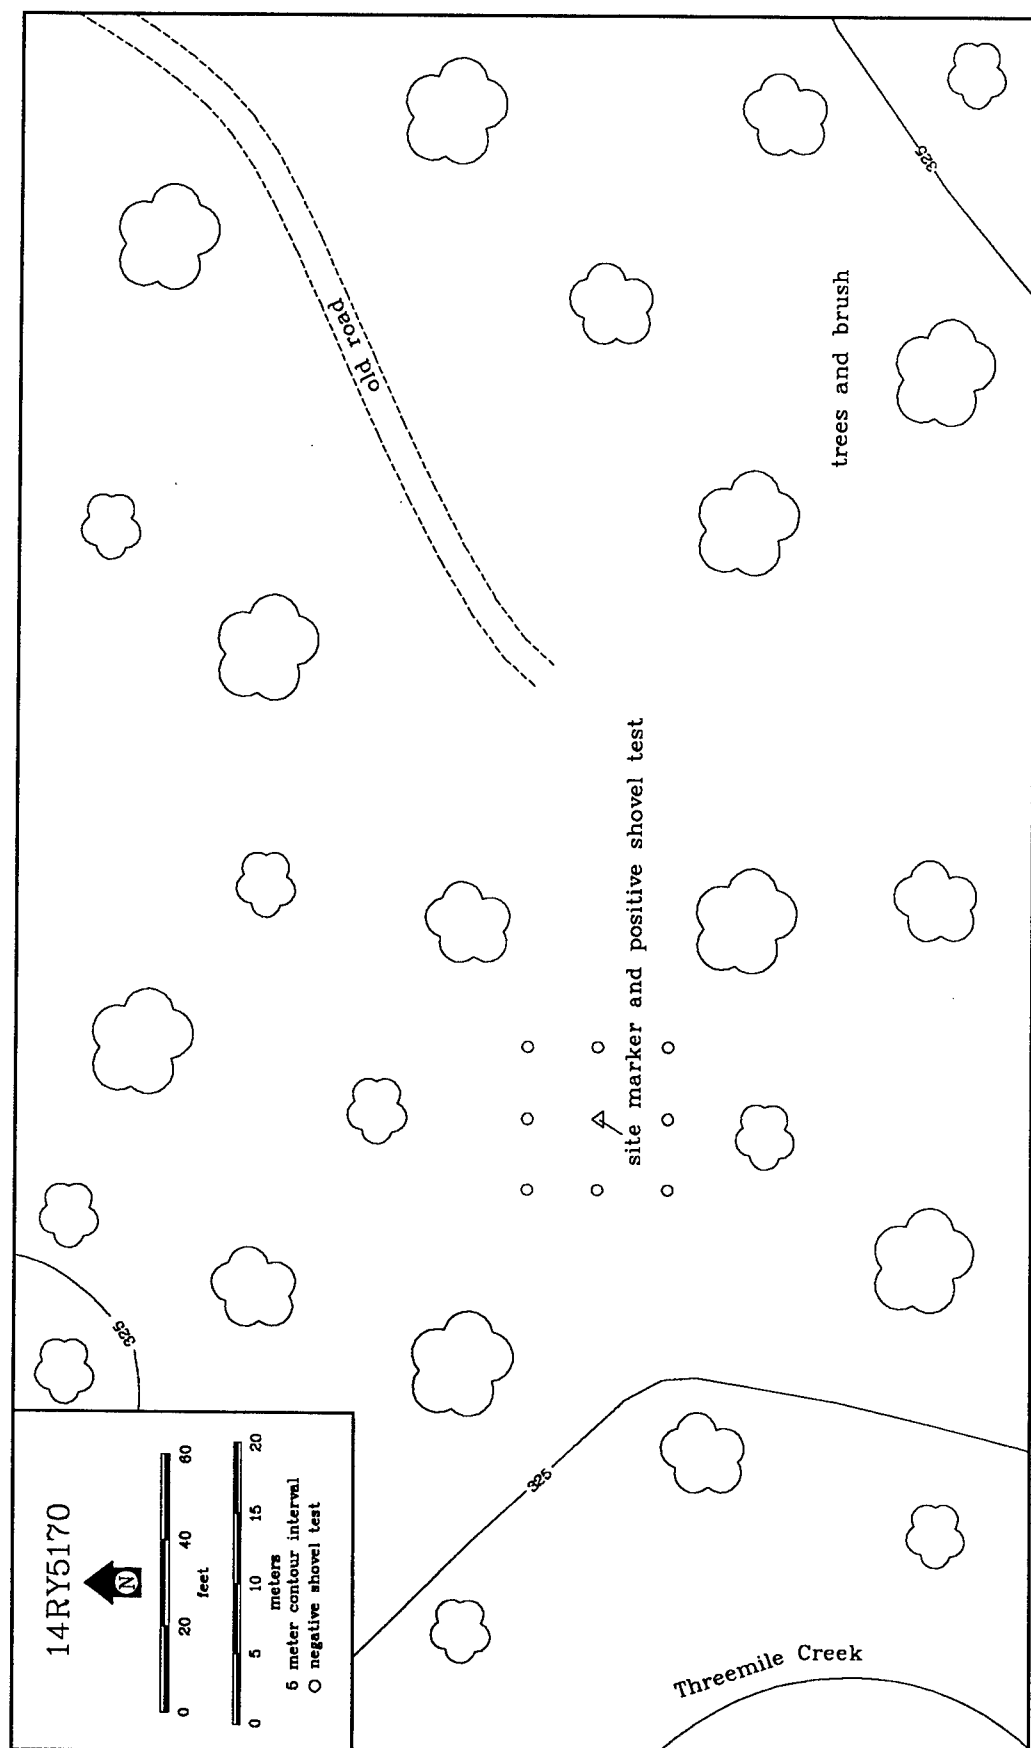 14RY5170
N
0 20 40 60
feet
0 5 10 15 20
meters
5 meter contour interval
O negative shovel test
325
325
Threemile Creek
site marker and positive shovel test
old road
trees and brush
325